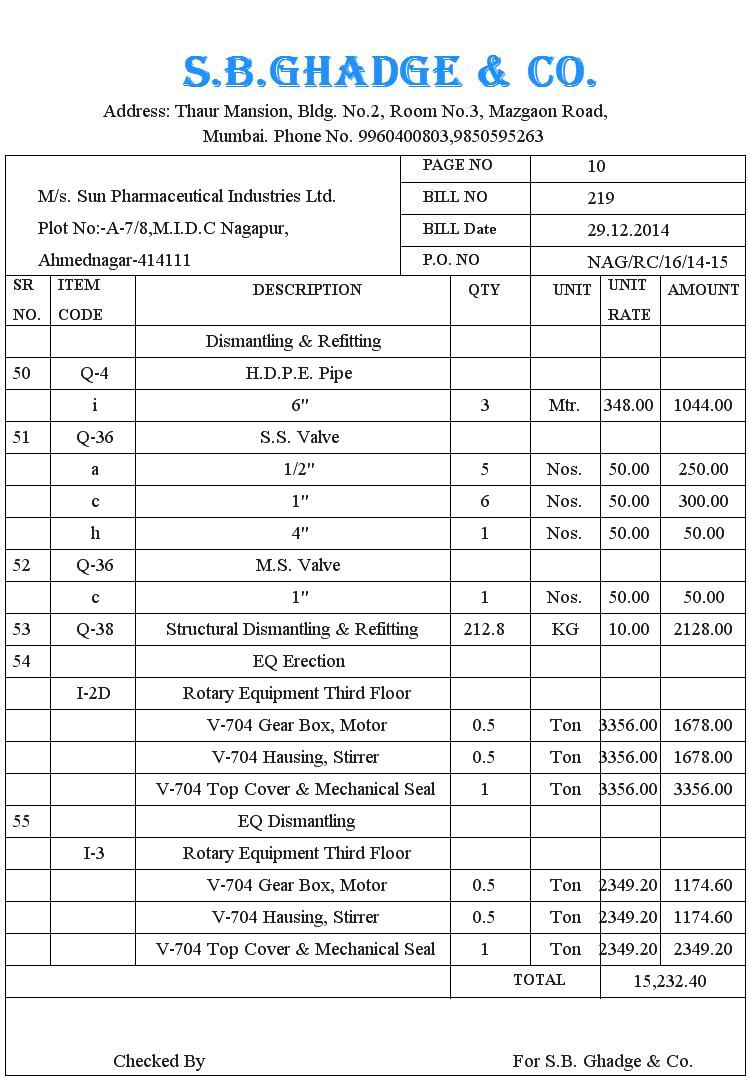 S.B.GHADGE & CO.
Address: Thaur Mansion, Bldg. No.2, Room No.3, Mazgaon Road,
Mumbai. Phone No. 9960400803,9850595263
PAGE NO 10
M/s. Sun Pharmaceutical Industries Ltd. BILL NO 219
Plot No:-A-7/8,M.I.D.C Nagapur, BILL Date 29.12.2014
Ahmednagar-414111 P.O. NO NAG/RC/16/14-15
SR NO. ITEM CODE DESCRIPTION QTY UNIT UNIT RATE AMOUNT
Dismantling & Refitting
50 Q-4 H.D.P.E. Pipe
i 6" 3 Mtr. 348.00 1044.00
51 Q-36 S.S. Valve
a 1/2" 5 Nos. 50.00 250.00
c 1" 6 Nos. 50.00 300.00
h 4" 1 Nos. 50.00 50.00
52 Q-36 M.S. Valve
c 1" 1 Nos. 50.00 50.00
53 Q-38 Structural Dismantling & Refitting 212.8 KG 10.00 2128.00
54 EQ Erection
I-2D Rotary Equipment Third Floor
V-704 Gear Box, Motor 0.5 Ton 3356.00 1678.00
V-704 Hausing, Stirrer 0.5 Ton 3356.00 1678.00
V-704 Top Cover & Mechanical Seal 1 Ton 3356.00 3356.00
55 EQ Dismantling
I-3 Rotary Equipment Third Floor
V-704 Gear Box, Motor 0.5 Ton 2349.20 1174.60
V-704 Hausing, Stirrer 0.5 Ton 2349.20 1174.60
V-704 Top Cover & Mechanical Seal 1 Ton 2349.20 2349.20
TOTAL 15,232.40
Checked By For S.B. Ghadge & Co.